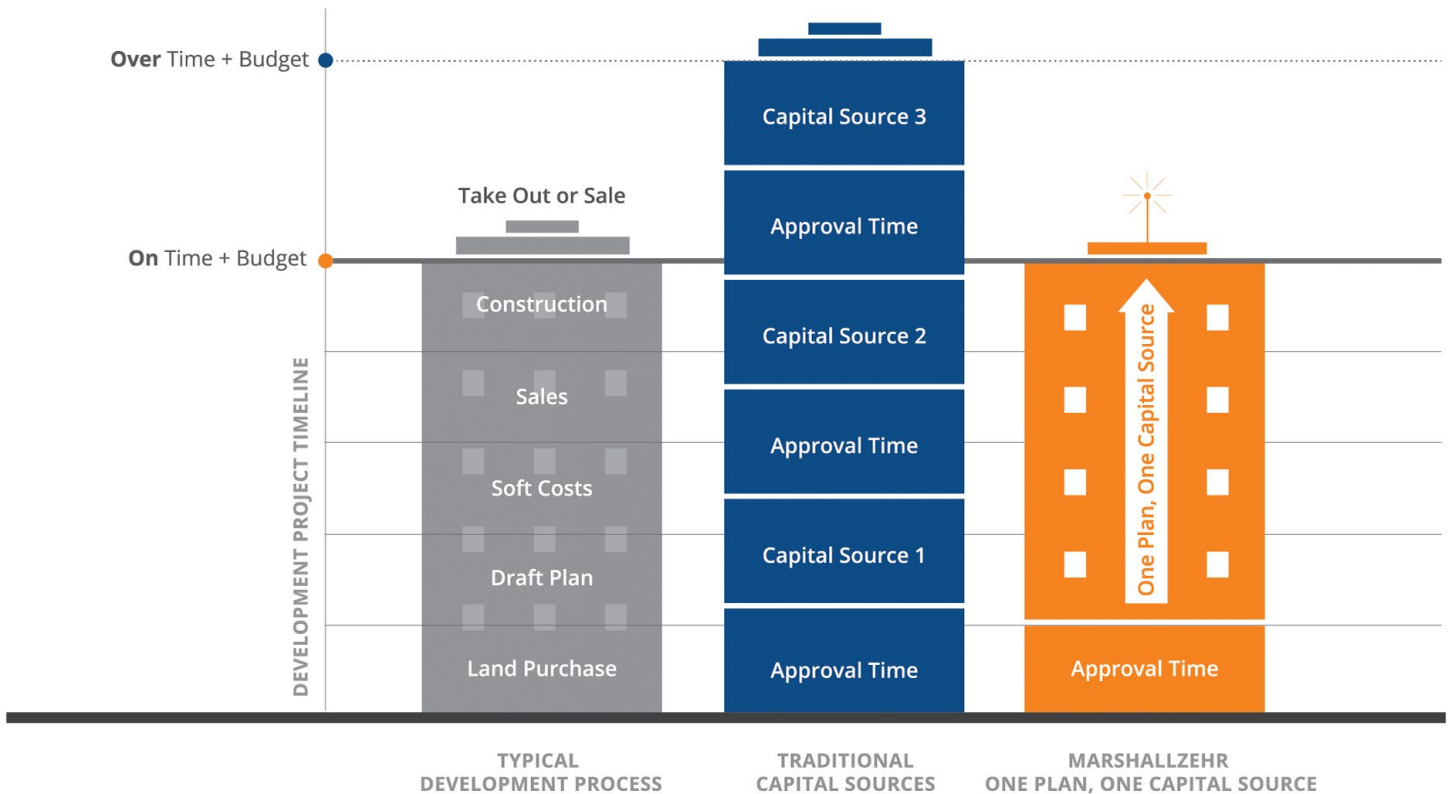 Over Time + Budget
On Time + Budget
DEVELOPMENT PROJECT TIMELINE
Take Out or Sale
Construction
Sales
Soft Costs
Draft Plan
Land Purchase
TYPICAL
DEVELOPMENT PROCESS
Capital Source 3
Approval Time
Capital Source 2
Approval Time
Capital Source 1
Approval Time
TRADITIONAL
CAPITAL SOURCES
One Plan, One Capital Source
Approval Time
MARSHALLZEHR
ONE PLAN, ONE CAPITAL SOURCE